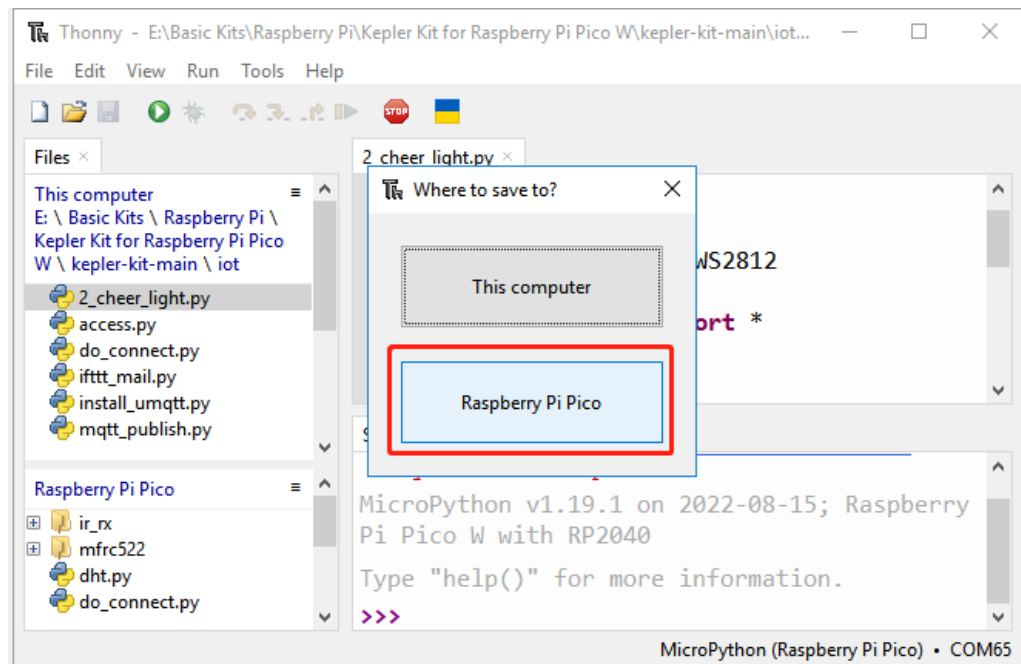 Thonny - E:\Basic Kits\Raspberry Pi\Kepler Kit for Raspberry Pi Pico W\kepler-kit-main\iot...
File Edit View Run Tools Help
STOP
Files
This computer
E: \ Basic Kits \ Raspberry Pi \
Kepler Kit for Raspberry Pi Pico
W \ kepler-kit-main \ iot
2_cheer_light.py
access.py
do_connect.py
ifttt_mail.py
install_umqtt.py
mqtt_publish.py
Raspberry Pi Pico
ir_rx
mfrc522
dht.py
do_connect.py
2_cheer_light.py
WS2812
ort *
Where to save to?
This computer
Raspberry Pi Pico
MicroPython v1.19.1 on 2022-08-15; Raspberry
Pi Pico W with RP2040
Type "help()" for more information.
>>>
MicroPython (Raspberry Pi Pico) • COM65